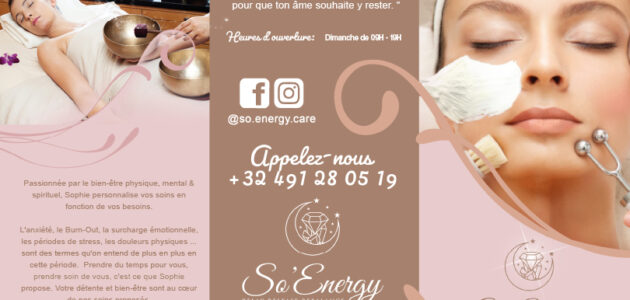 Passionnée par le bien-être physique, mental &
spirituel, Sophie personnalise vos soins en
fonction de vos besoins.
L'anxiété, le Burn-Out, la surcharge émotionnelle,
les périodes de stress, les douleurs physiques ...
sont des termes qu'on entend de plus en plus en
cette période. Prendre du temps pour vous,
prendre soin de vous, c'est ce que Sophie
propose. Votre détente et bien-être sont au cœur
pour que ton âme souhaite y rester. "
Heures d'ouverture: Dimanche de 09H - 19H
@so.energy.care
Appelez-nous
+32 491 28 05 19
So'Energy